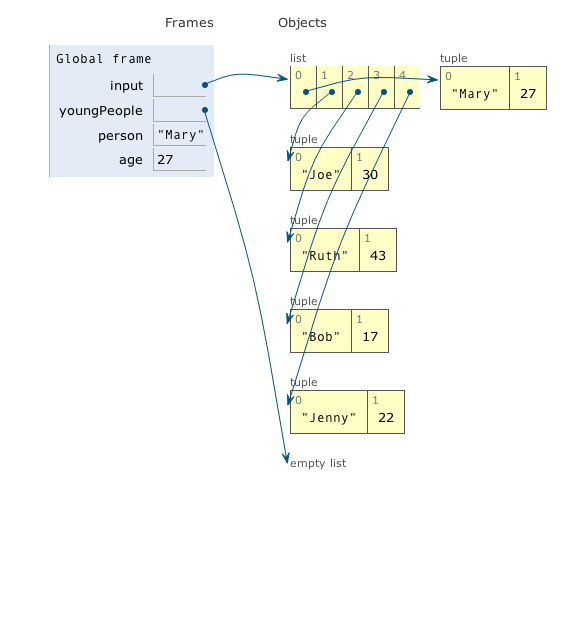 Frames Objects
Global frame
input
youngPeople
person "Mary"
age 27
list
0 1 2 3 4
tuple
0 1
"Mary" 27
tuple
0 1
"Joe" 30
tuple
0 1
"Ruth" 43
tuple
0 1
"Bob" 17
tuple
0 1
"Jenny" 22
empty list